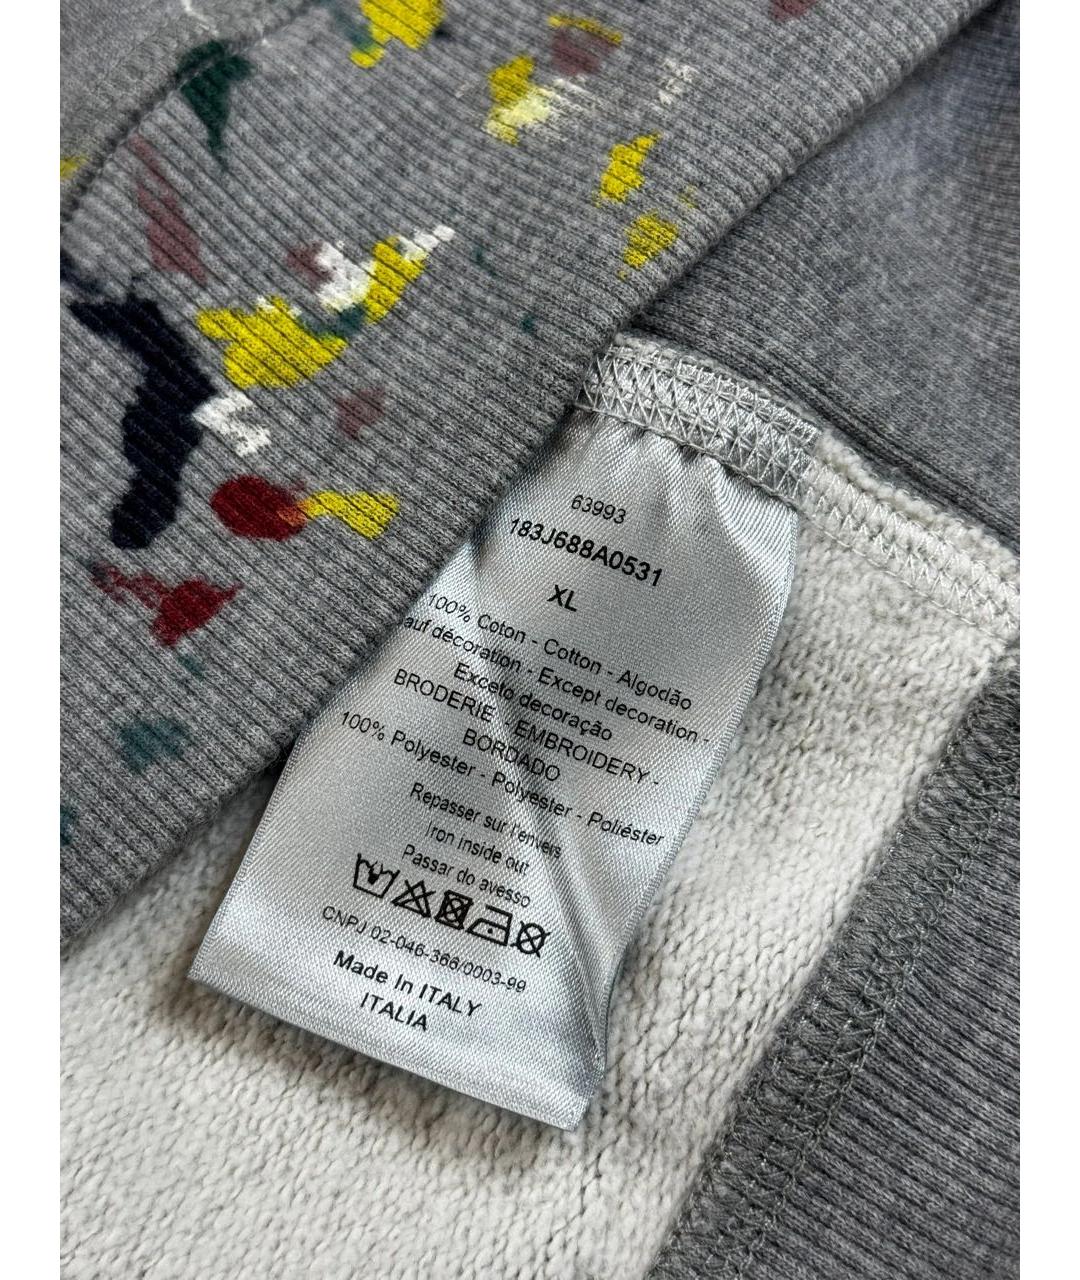 63993
183J688A0531
XL
100% Coton - Cotton - Algodão
auf décoration - Except decoration -
Exceto decoração
BRODERIE - EMBROIDERY -
BORDADO
100% Polyester - Polyester - Poliéster
Repasser sur l'envers
Iron inside out
Passar do avesso
CNPJ 02-046-366/0003-99
Made In ITALY
ITALIA